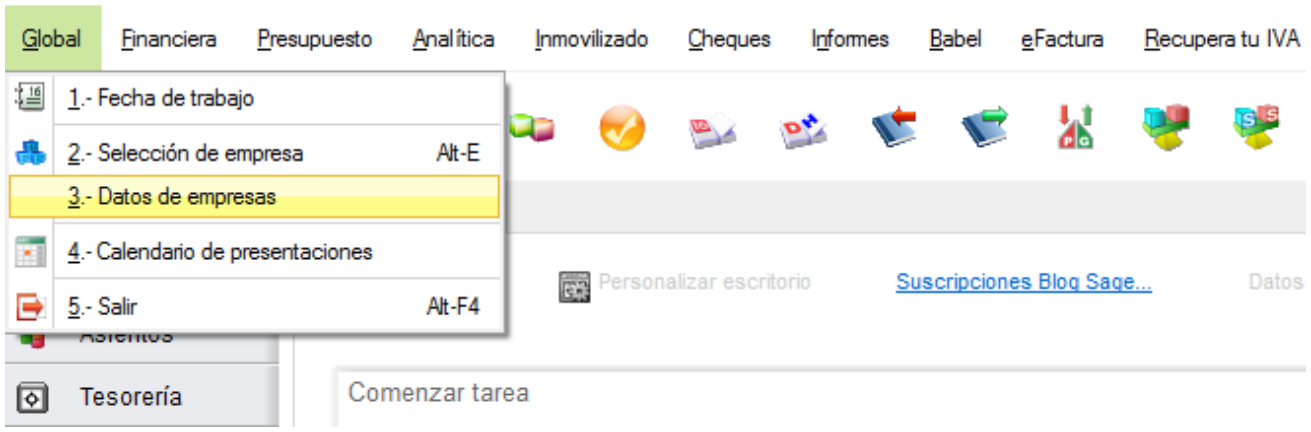 Global Financiera Presupuesto Analítica Inmovilizado Cheques Informes Babel eFactura Recupera tu IVA
1.- Fecha de trabajo
2.- Selección de empresa Alt-E
3.- Datos de empresas
4.- Calendario de presentaciones
5.- Salir Alt-F4
Personalizar escritorio Suscripciones Blog Sage... Datos
Asientos
Tesorería
Comenzar tarea